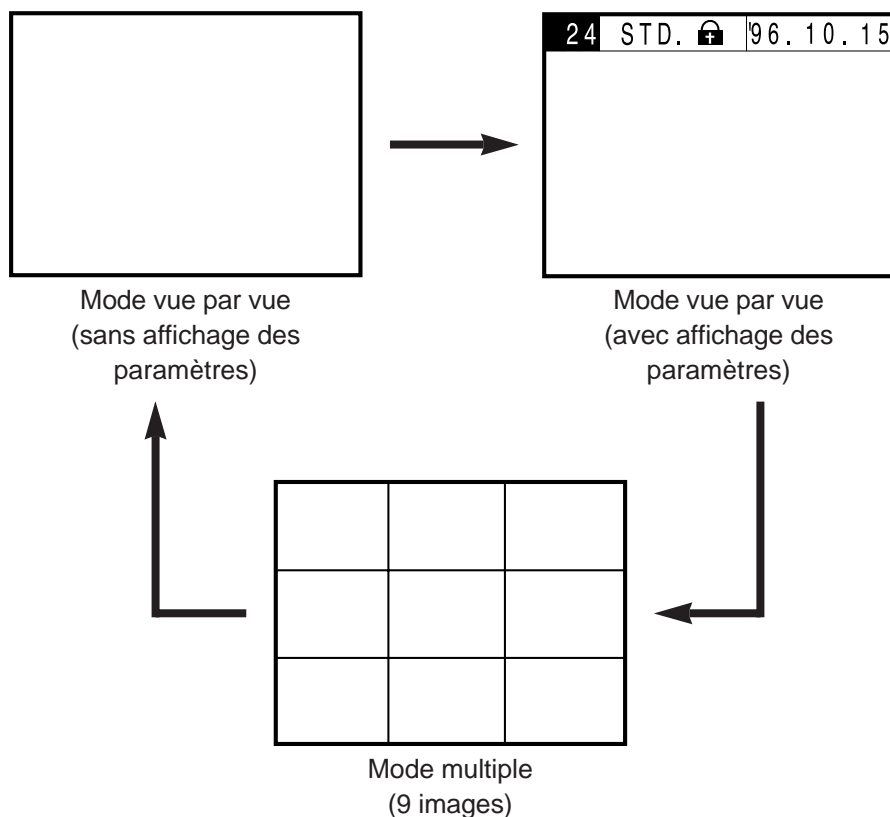 24 STD. '96.10.15
Mode vue par vue
(sans affichage des
paramètres)
Mode vue par vue
(avec affichage des
paramètres)
Mode multiple
(9 images)